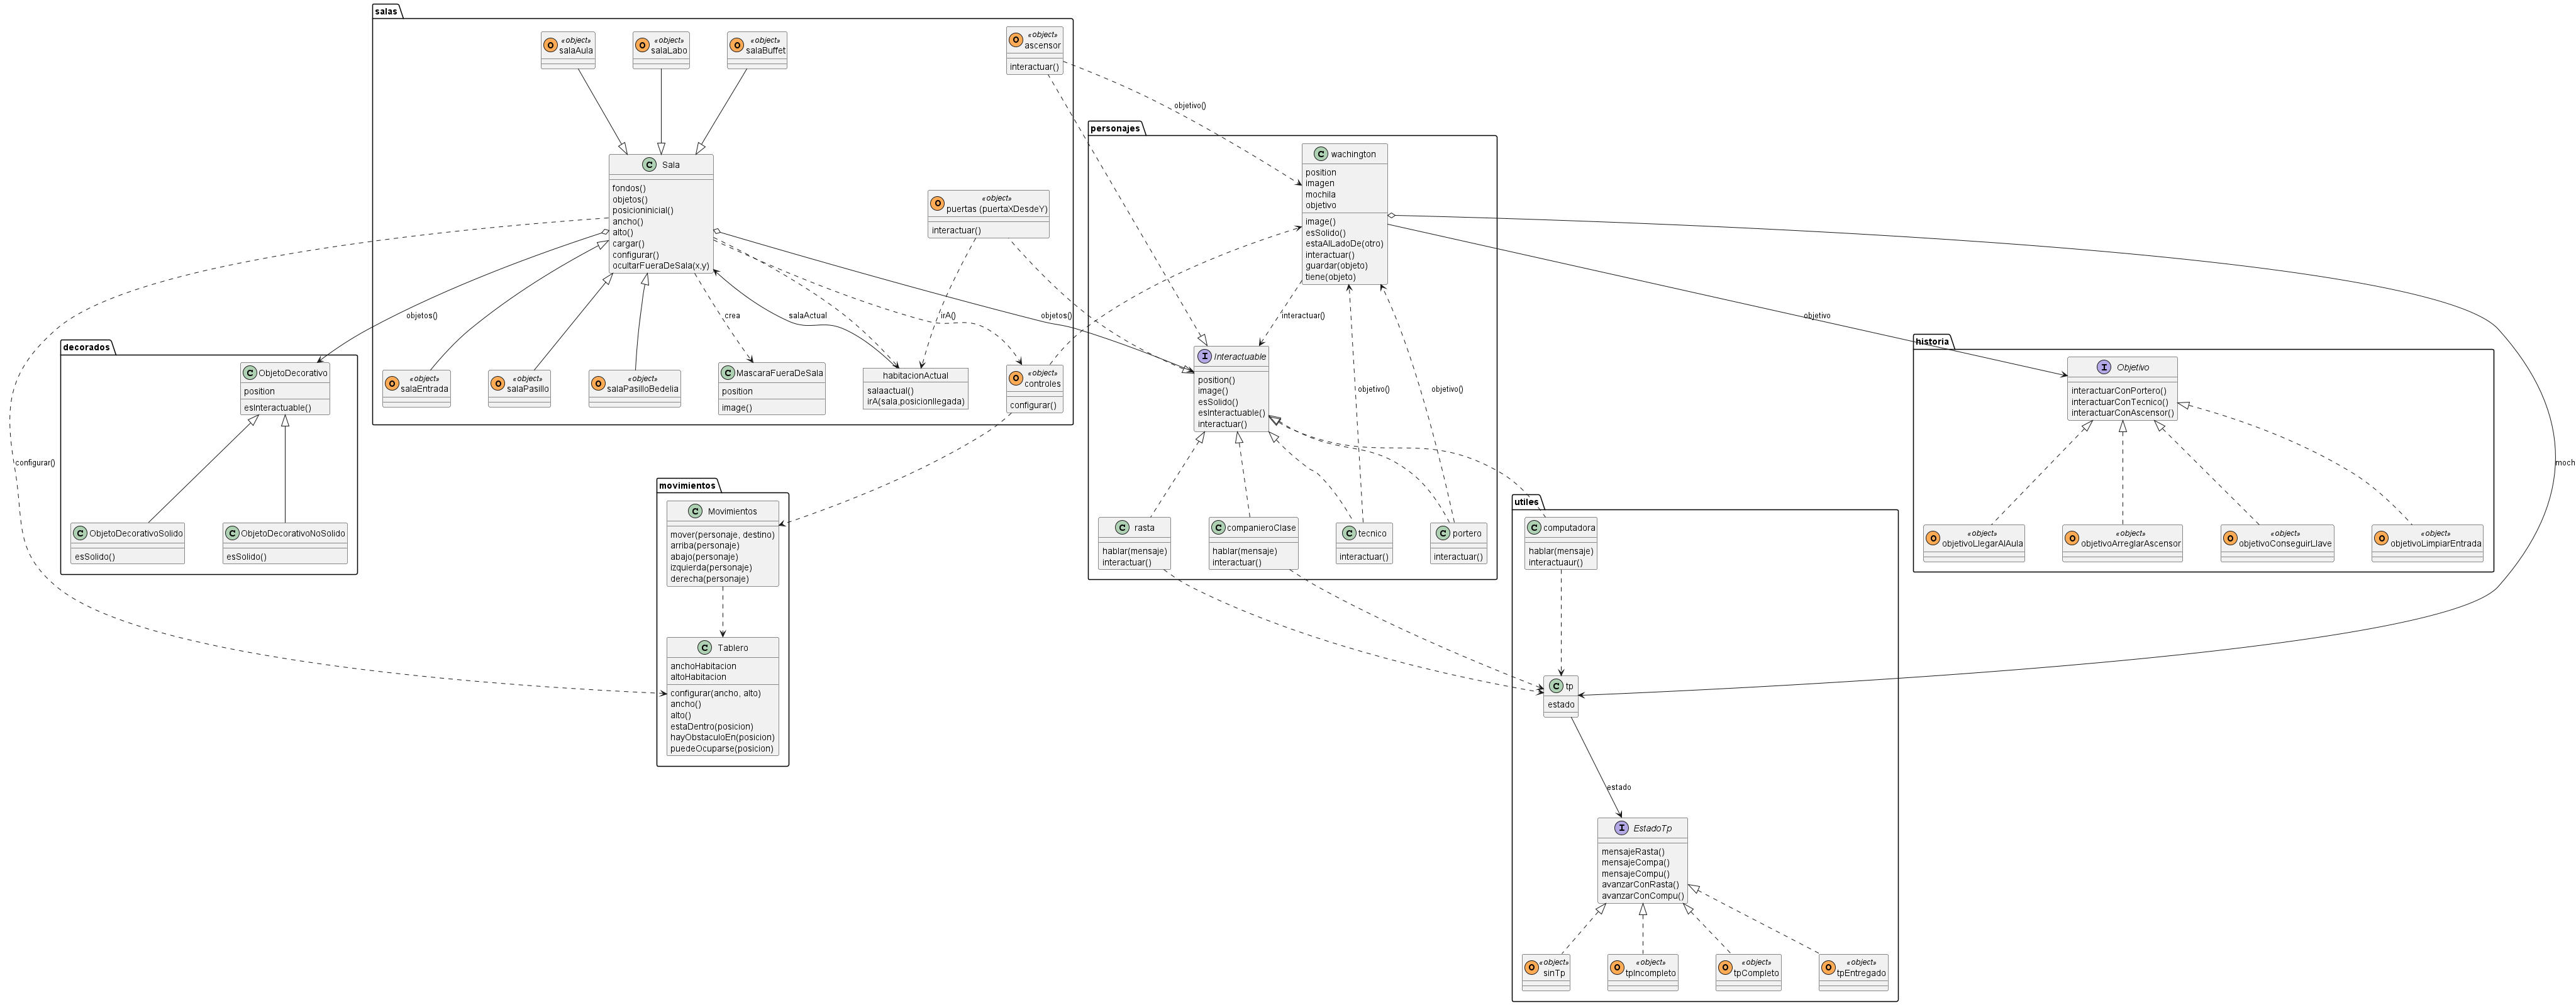 salas
«object»
salaAula
«object»
salaLabo
«object»
salaBuffet
«object»
ascensor
interactuar()
objetivo()
Sala
fondos()
objetos()
posicioninicial()
ancho()
alto()
cargar()
configurar()
ocultarFueraDeSala(x,y)
«object»
puertas (puertaXDesdeY)
interactuar()
objetos()
crea
salaActual
irA()
objetos()
«object»
salaEntrada
«object»
salaPasillo
«object»
salaPasilloBedelia
MascaraFueraDeSala
position
image()
habitacionActual
salaactual()
irA(sala,posicionllegada)
«object»
controles
configurar()
personajes
wachington
position
imagen
mochila
objetivo
image()
esSolido()
estaAlLadoDe(otro)
interactuar()
guardar(objeto)
tiene(objeto)
interactuar()
objetivo
Interactuable
position()
image()
esSolido()
esInteractuable()
interactuar()
objetivo()
objetivo()
rasta
hablar(mensaje)
interactuar()
companieroClase
hablar(mensaje)
interactuar()
tecnico
interactuar()
portero
interactuar()
decorados
ObjetoDecorativo
position
esInteractuable()
ObjetoDecorativoSolido
esSolido()
ObjetoDecorativoNoSolido
esSolido()
configurar()
historia
Objetivo
interactuarConPortero()
interactuarConTecnico()
interactuarConAscensor()
«object»
objetivoLlegarAlAula
«object»
objetivoArreglarAscensor
«object»
objetivoConseguirLlave
«object»
objetivoLimpiarEntrada
moch
movimientos
Movimientos
mover(personaje, destino)
arriba(personaje)
abajo(personaje)
izquierda(personaje)
derecha(personaje)
Tablero
anchoHabitacion
altoHabitacion
configurar(ancho, alto)
ancho()
alto()
estaDentro(posicion)
hayObstaculoEn(posicion)
puedeOcuparse(posicion)
utiles
computadora
hablar(mensaje)
interactuaur()
tp
estado
estado
EstadoTp
mensajeRasta()
mensajeCompa()
mensajeCompu()
avanzarConRasta()
avanzarConCompu()
«object»
sinTp
«object»
tpIncompleto
«object»
tpCompleto
«object»
tpEntregado